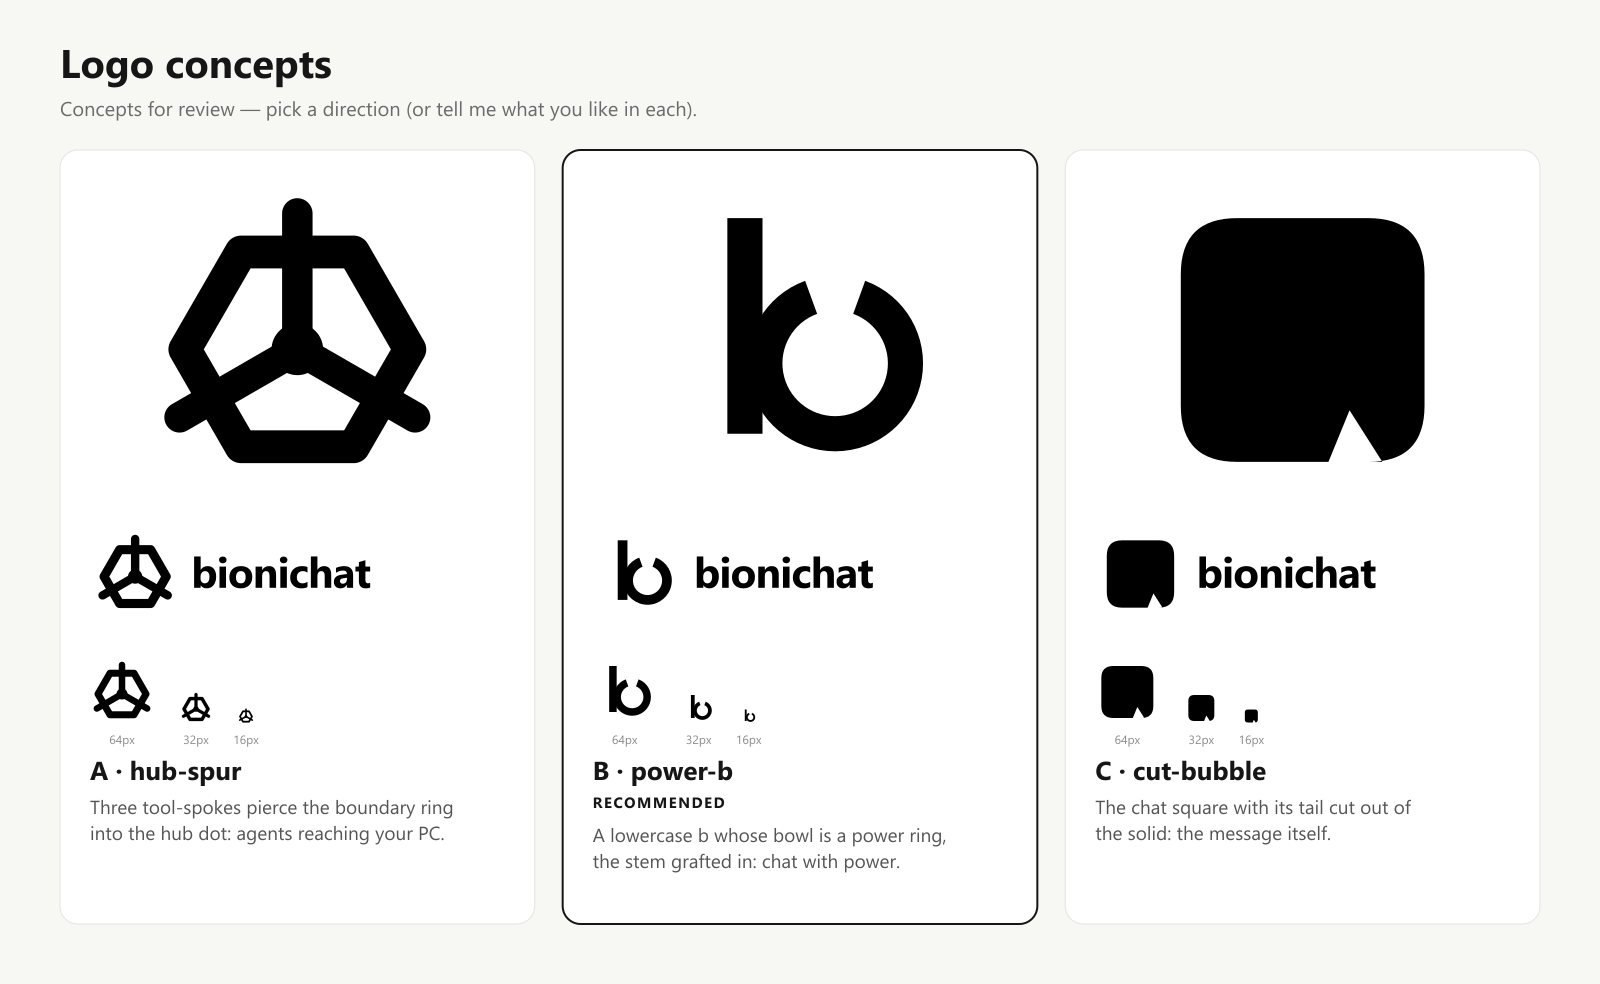 Logo concepts
Concepts for review — pick a direction (or tell me what you like in each).
bionichat
64px 32px 16px
A · hub-spur
Three tool-spokes pierce the boundary ring
into the hub dot: agents reaching your PC.
bionichat
64px 32px 16px
B · power-b
RECOMMENDED
A lowercase b whose bowl is a power ring,
the stem grafted in: chat with power.
bionichat
64px 32px 16px
C · cut-bubble
The chat square with its tail cut out of
the solid: the message itself.